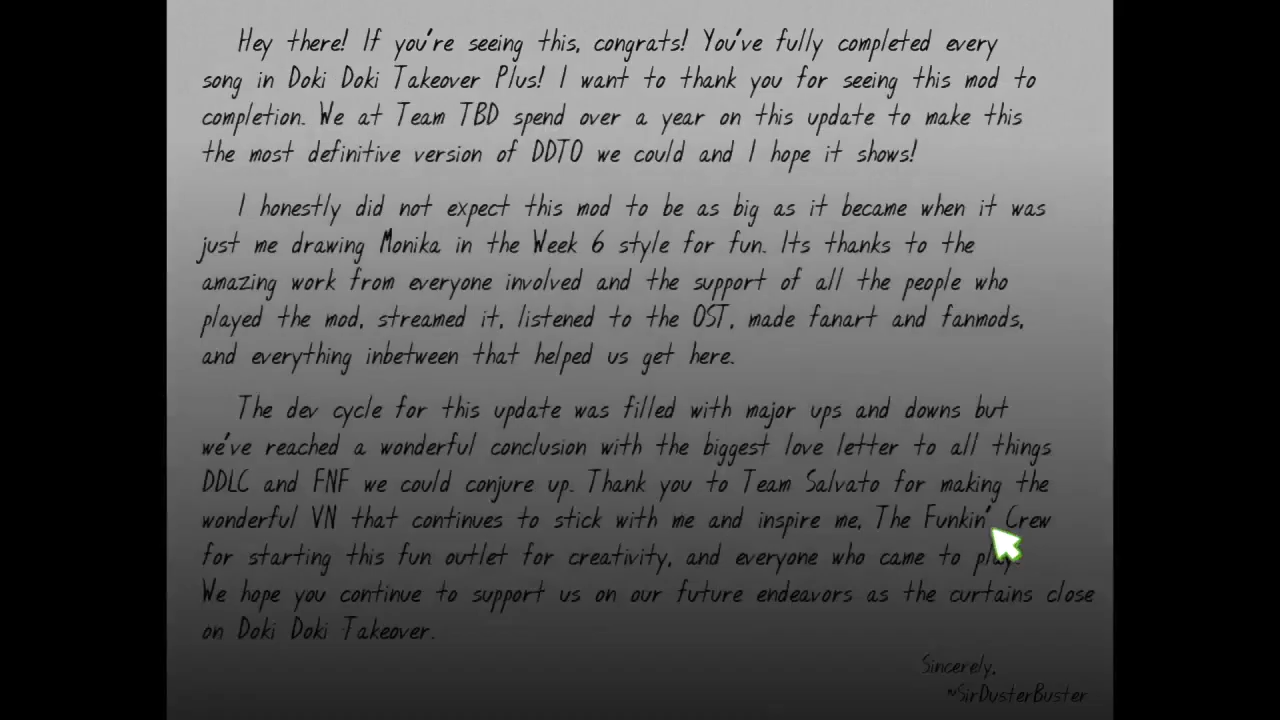 Hey there! If you're seeing this, congrats! You've fully completed every
song in Doki Doki Takeover Plus! I want to thank you for seeing this mod to
completion. We at Team TBD spend over a year on this update to make this
the most definitive version of DDTO we could and I hope it shows!
I honestly did not expect this mod to be as big as it became when it was
just me drawing Monika in the Week 6 style for fun. Its thanks to the
amazing work from everyone involved and the support of all the people who
played the mod, streamed it, listened to the OST, made fanart and fanmods,
and everything inbetween that helped us get here.
The dev cycle for this update was filled with major ups and downs but
we've reached a wonderful conclusion with the biggest love letter to all things
DDLC and FNF we could conjure up. Thank you to Team Salvato for making the
wonderful VN that continues to stick with me and inspire me, The Funkin' Crew
for starting this fun outlet for creativity, and everyone who came to play.
We hope you continue to support us on our future endeavors as the curtains close
on Doki Doki Takeover.
Sincerely,
~SirDusterBuster